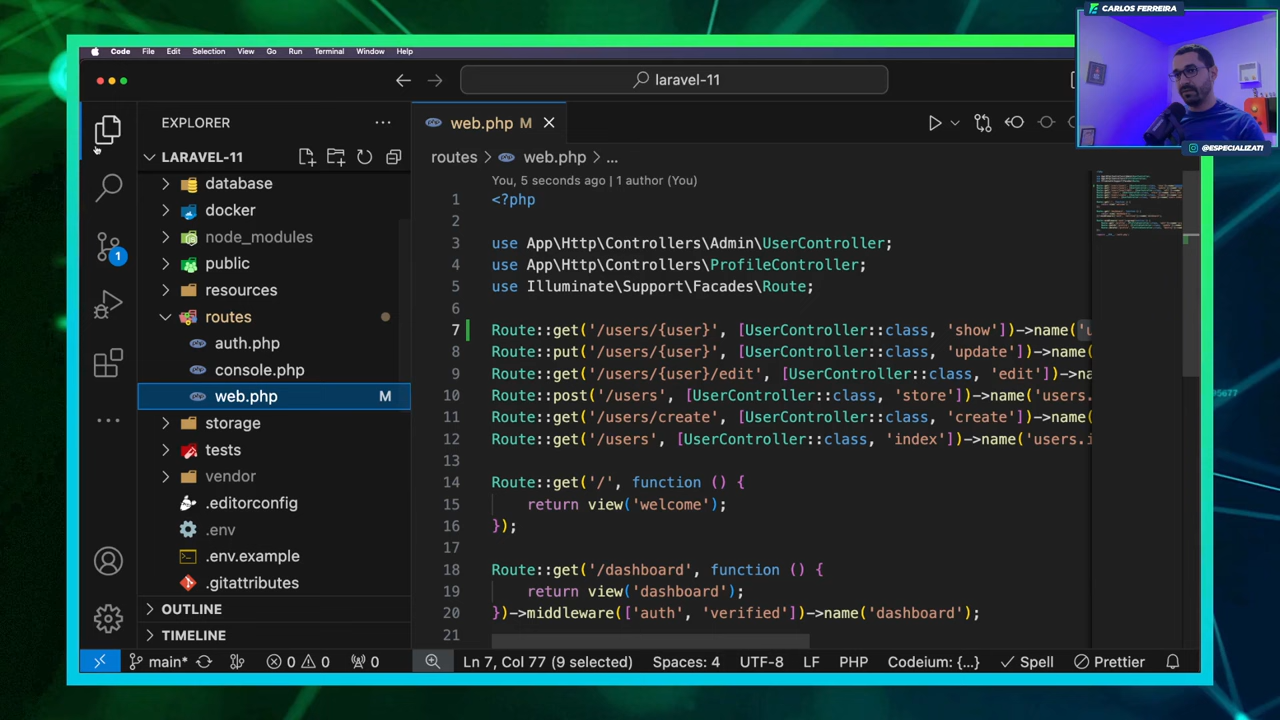 CARLOS FERREIRA
@ESPECIALIZATI
Code File Edit Selection View Go Run Terminal Window Help
laravel-11
EXPLORER
LARAVEL-11
database
docker
node_modules
public
resources
routes
auth.php
console.php
web.php M
storage
tests
vendor
.editorconfig
.env
.env.example
.gitattributes
OUTLINE
TIMELINE
1
web.php M
routes > web.php > ...
You, 5 seconds ago | 1 author (You)
1 <?php
2
3 use App\Http\Controllers\Admin\UserController;
4 use App\Http\Controllers\ProfileController;
5 use Illuminate\Support\Facades\Route;
6
7 Route::get('/users/{user}', [UserController::class, 'show'])->name('u
8 Route::put('/users/{user}', [UserController::class, 'update'])->name(
9 Route::get('/users/{user}/edit', [UserController::class, 'edit'])->na
10 Route::post('/users', [UserController::class, 'store'])->name('users.
11 Route::get('/users/create', [UserController::class, 'create'])->name(
12 Route::get('/users', [UserController::class, 'index'])->name('users.i
13
14 Route::get('/', function () {
15 return view('welcome');
16 });
17
18 Route::get('/dashboard', function () {
19 return view('dashboard');
20 })->middleware(['auth', 'verified'])->name('dashboard');
21
main* 0 0 0 Ln 7, Col 77 (9 selected) Spaces: 4 UTF-8 LF PHP Codeium: {...} Spell Prettier